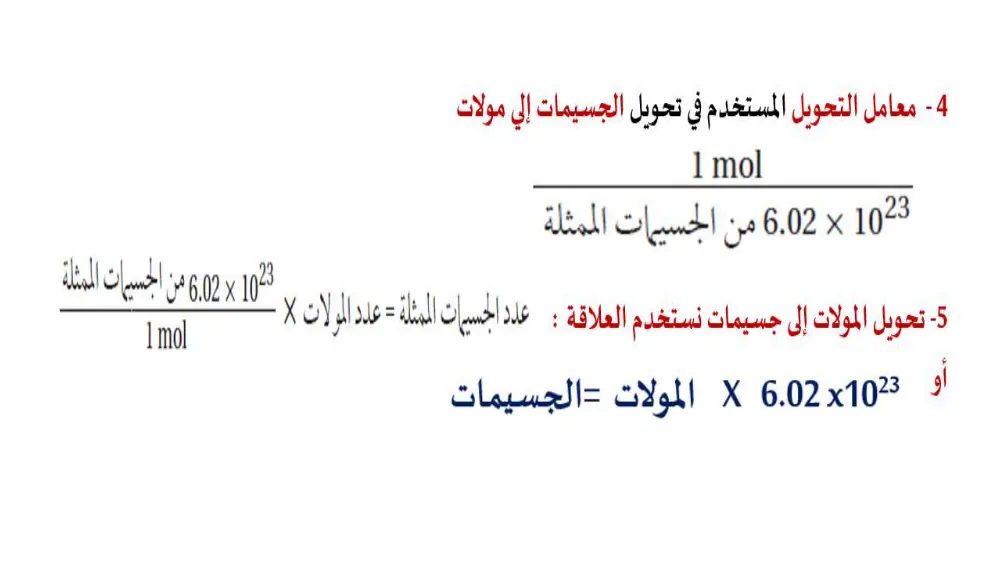 4 - معامل التحويل المستخدم في تحويل الجسيمات إلي مولات
1 mol
6.02 × 10²³ من الجسيمات الممثلة
5- تحويل المولات إلى جسيمات نستخدم العلاقة :
عدد الجسيمات الممثلة = عدد المولات X 6.02 × 10²³ من الجسيمات الممثلة
1 mol
أو
الجسيمات= المولات X 6.02 x10²³